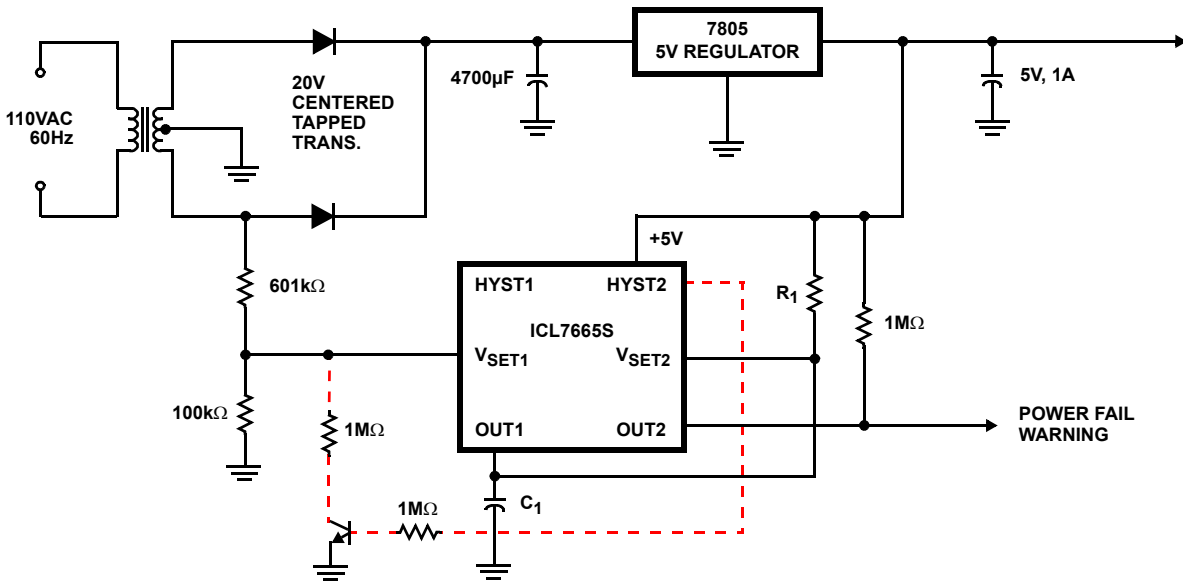 110VAC
60Hz
20V
CENTERED
TAPPED
TRANS.
4700µF
7805
5V REGULATOR
5V, 1A
601kΩ
100kΩ
1MΩ
1MΩ
+5V
HYST1
HYST2
ICL7665S
VSET1
VSET2
OUT1
OUT2
R1
1MΩ
C1
POWER FAIL
WARNING